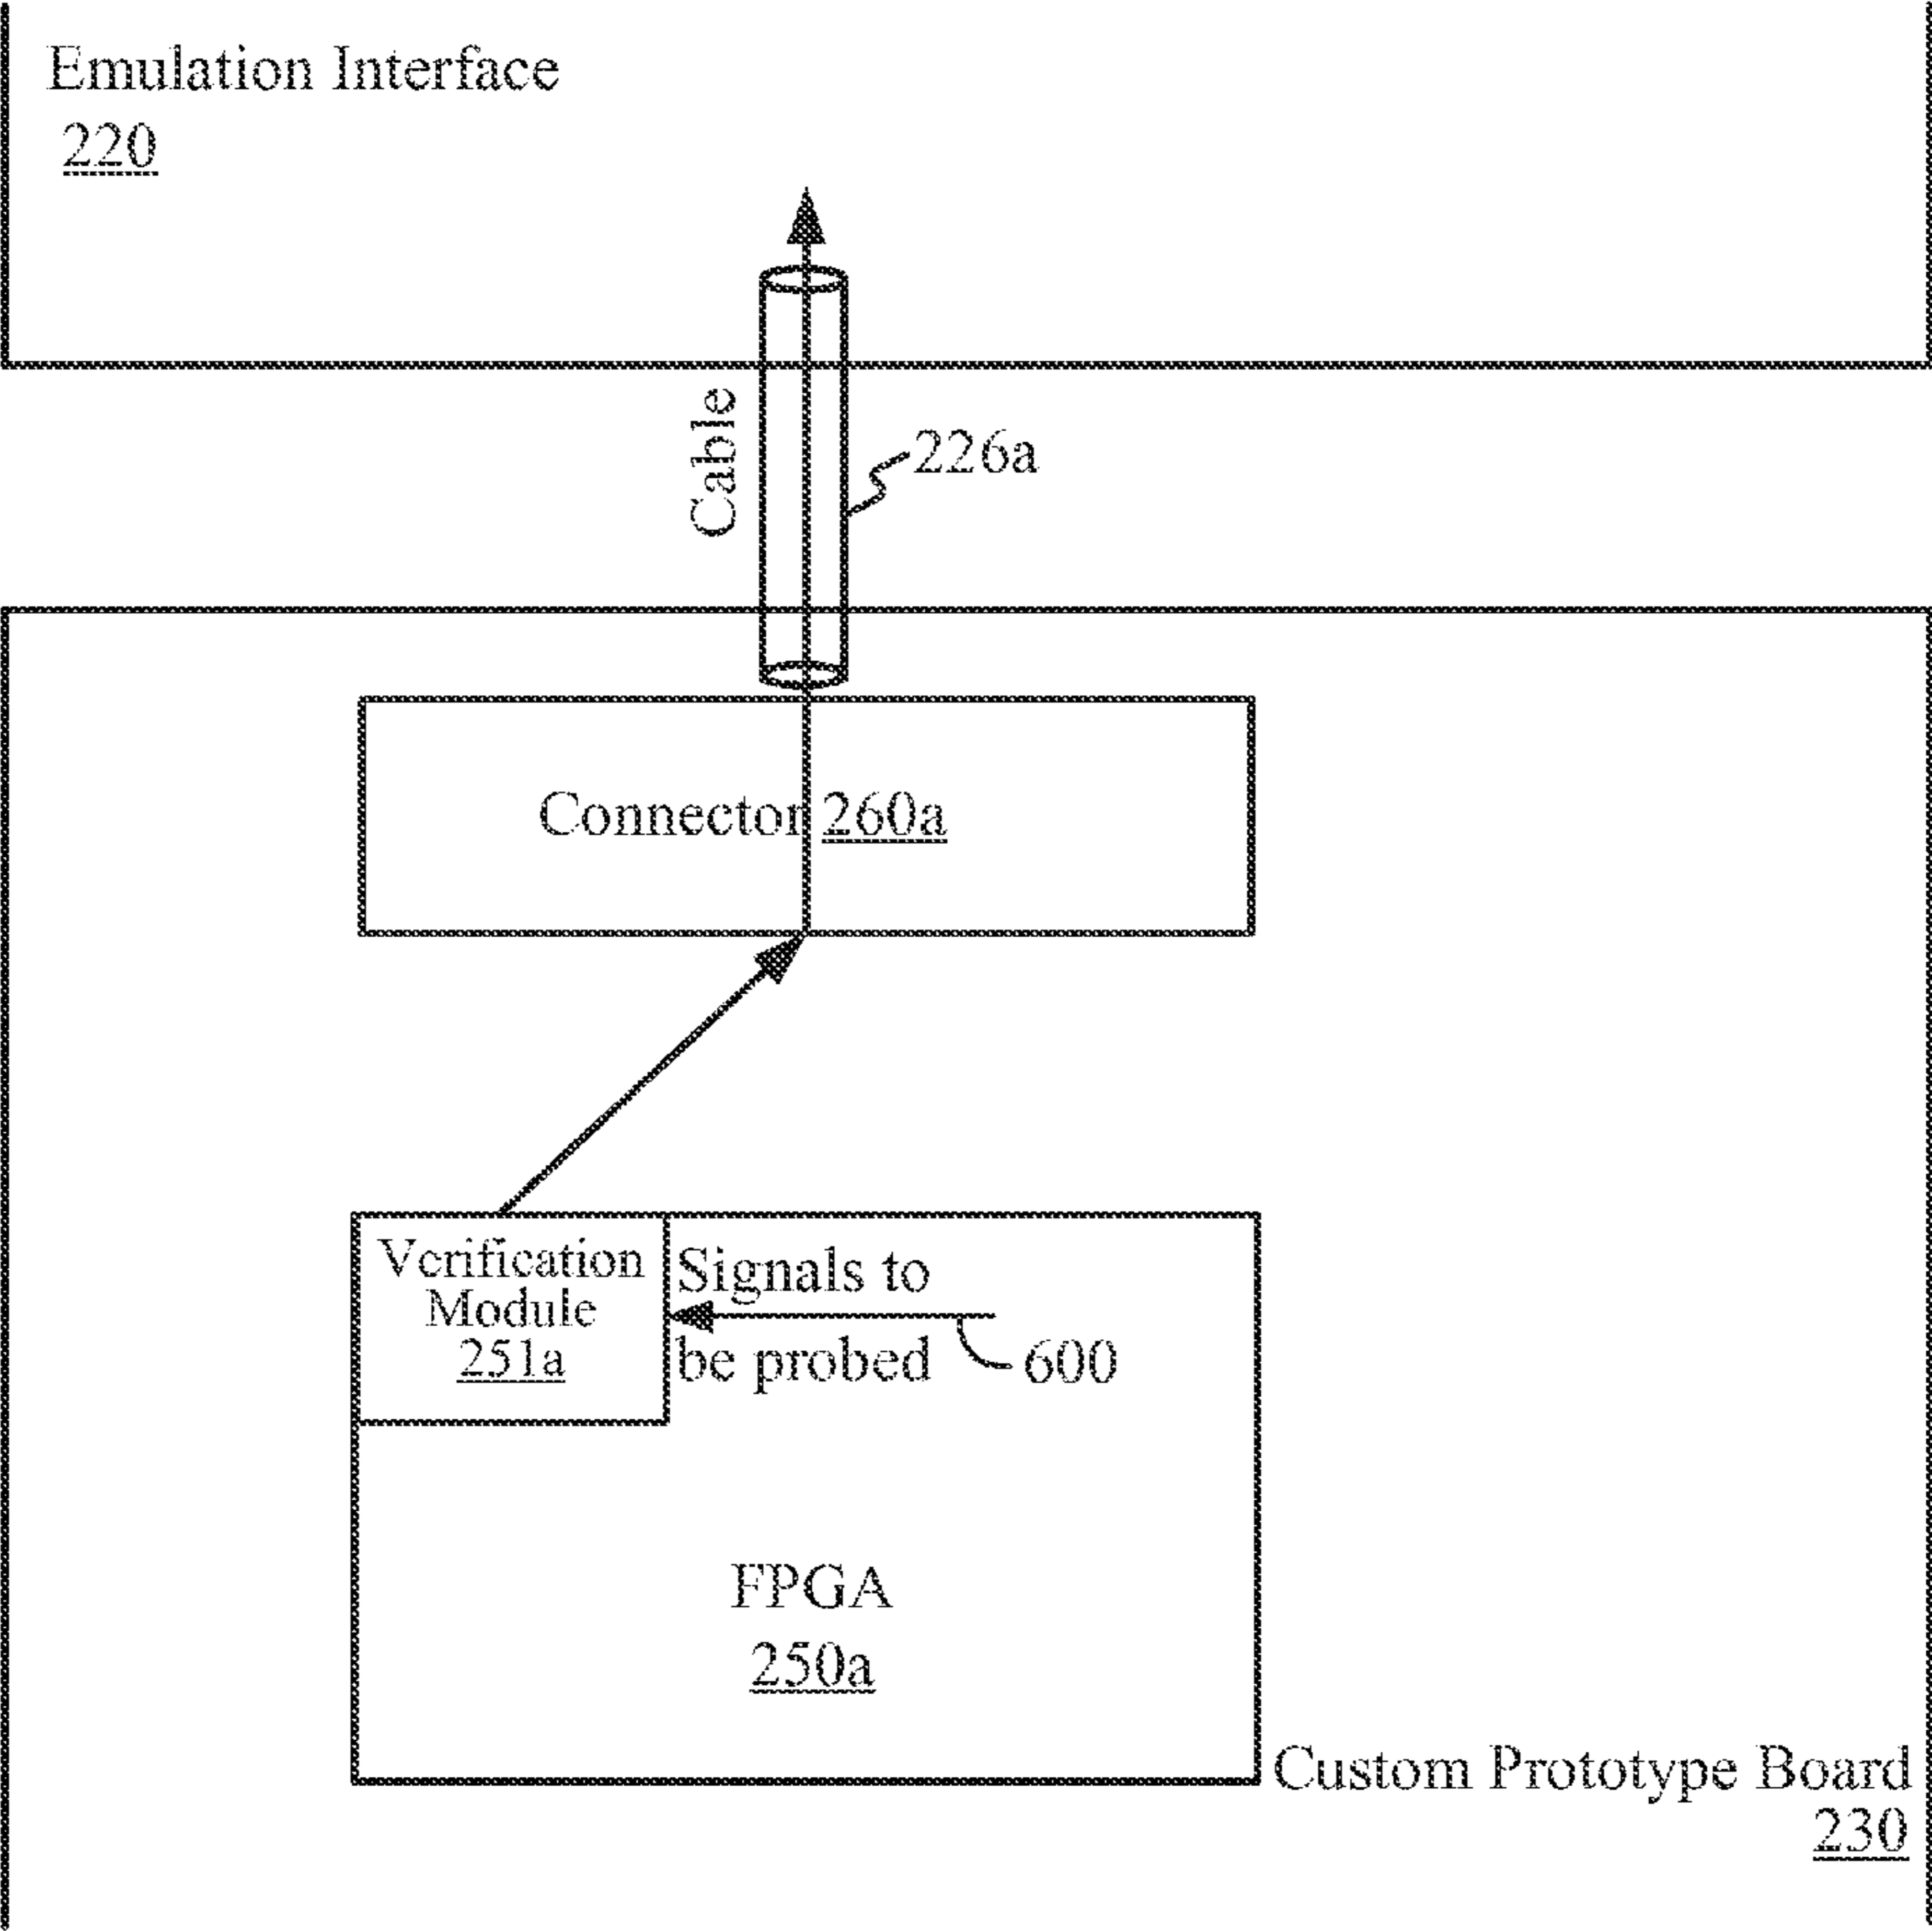 Emulation Interface
220
Cable
226a
Connector 260a
Verification
Module
251a
Signals to
be probed
600
FPGA
250a
Custom Prototype Board
230